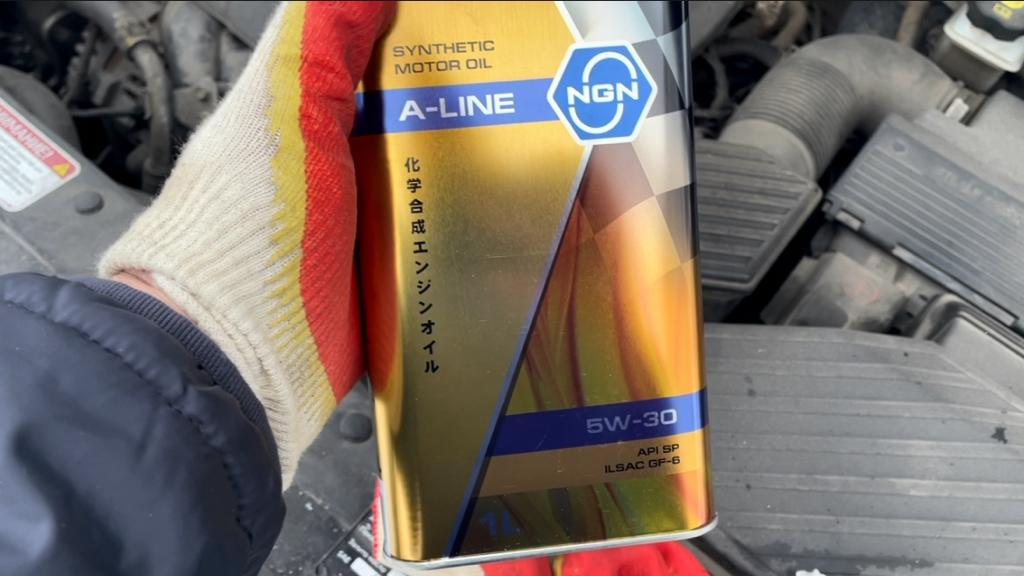 SYNTHETIC
MOTOR OIL
A-LINE
NGN
化学合成エンジンオイル
5W-30
API SP
ILSAC GF-6
1L